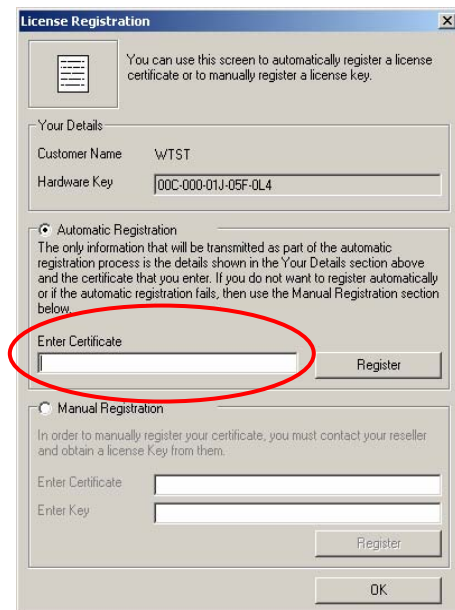 License Registration
You can use this screen to automatically register a license
certificate or to manually register a license key.
Your Details
Customer Name WTST
Hardware Key 00C-000-01J-05F-0L4
Automatic Registration
The only information that will be transmitted as part of the automatic
registration process is the details shown in the Your Details section above
and the certificate that you enter. If you do not want to register automatically
or if the automatic registration fails, then use the Manual Registration section
below.
Enter Certificate
Register
Manual Registration
In order to manually register your certificate, you must contact your reseller
and obtain a license Key from them.
Enter Certificate
Enter Key
Register
OK